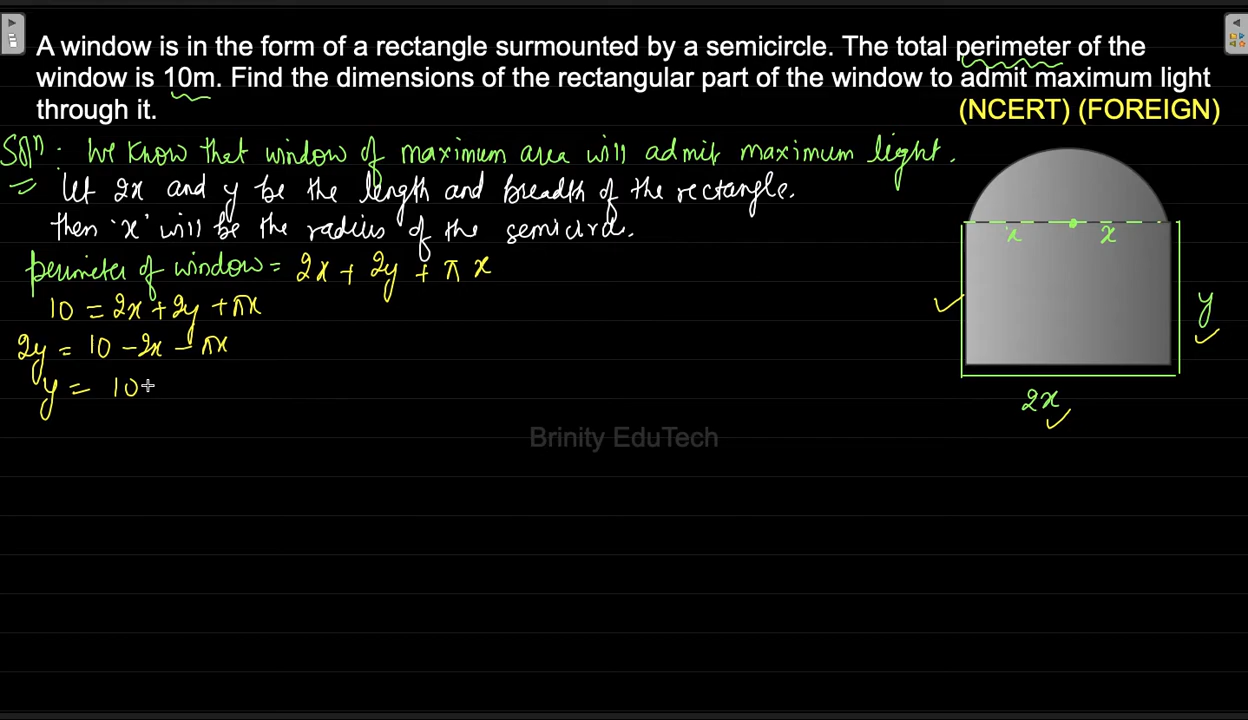 A window is in the form of a rectangle surmounted by a semicircle. The total perimeter of the
window is 10m. Find the dimensions of the rectangular part of the window to admit maximum light
through it.
(NCERT) (FOREIGN)
Solⁿ: We know that window of maximum area will admit maximum light.
Let 2x and y be the length and breadth of the rectangle.
then 'x' will be the radius of the semicircle.
perimeter of window = 2x + 2y + π x
10 = 2x + 2y + πx
2y = 10 - 2x - πx
y = 10
x x
y
2x
Brinity EduTech